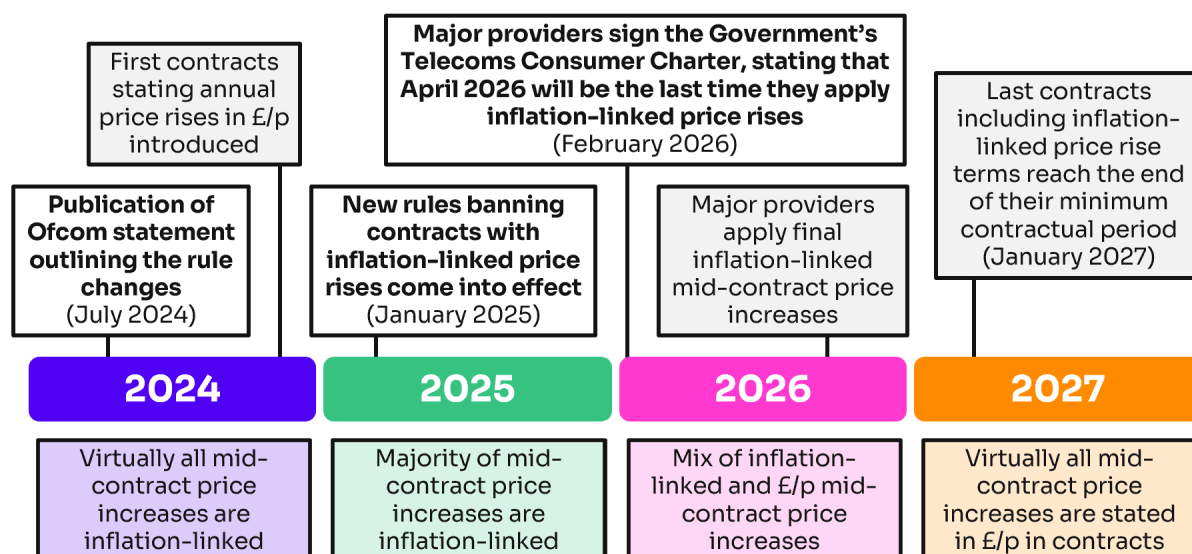 First contracts
stating annual
price rises in £/p
introduced
Major providers sign the Government's
Telecoms Consumer Charter, stating that
April 2026 will be the last time they apply
inflation-linked price rises
(February 2026)
Last contracts
including inflation-
linked price rise
terms reach the end
of their minimum
contractual period
(January 2027)
Publication of
Ofcom statement
outlining the rule
changes
(July 2024)
New rules banning
contracts with
inflation-linked price
rises come into effect
(January 2025)
Major providers
apply final
inflation-linked
mid-contract price
increases
2024
2025
2026
2027
Virtually all mid-
contract price
increases are
inflation-linked
Majority of mid-
contract price
increases are
inflation-linked
Mix of inflation-
linked and £/p mid-
contract price
increases
Virtually all mid-
contract price
increases are stated
in £/p in contracts